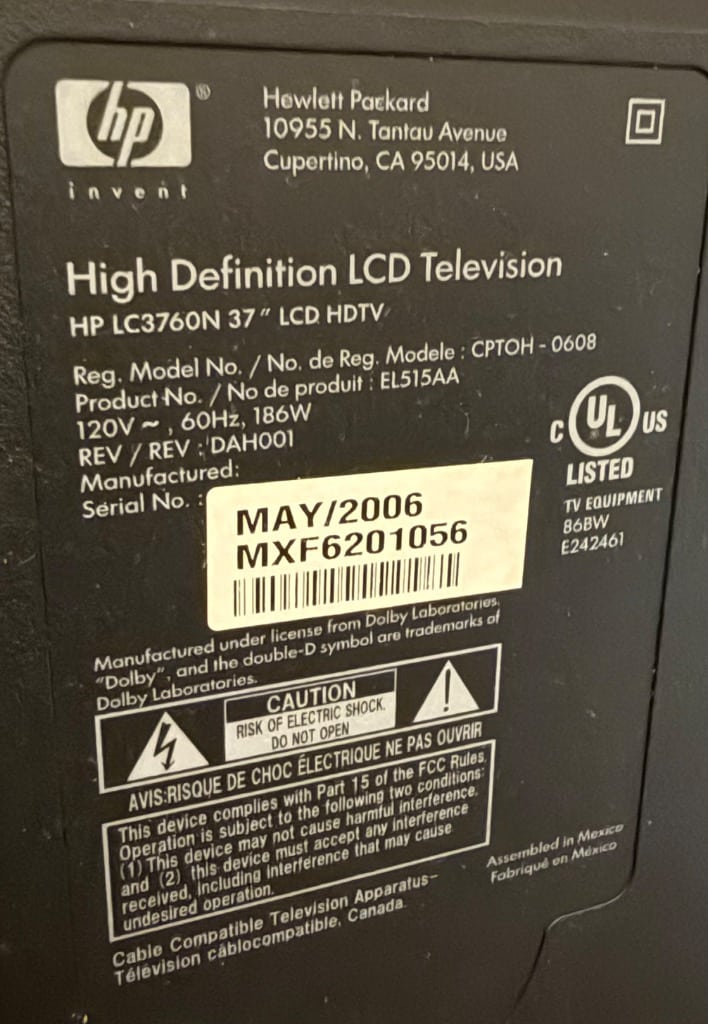 hp ®
invent
Hewlett Packard
10955 N. Tantau Avenue
Cupertino, CA 95014, USA
High Definition LCD Television
HP LC3760N 37" LCD HDTV
Reg. Model No. / No. de Reg. Modele : CPTOH - 0608
Product No. / No de produit : EL515AA
120V ~ , 60Hz, 186W
REV / REV : DAH001
Manufactured:
Serial No. :
MAY/2006
MXF6201056
C UL US
LISTED
TV EQUIPMENT
86BW
E242461
Manufactured under license from Dolby Laboratories.
"Dolby", and the double-D symbol are trademarks of
Dolby Laboratories.
CAUTION
RISK OF ELECTRIC SHOCK.
DO NOT OPEN
!
AVIS:RISQUE DE CHOC ÉLECTRIQUE NE PAS OUVRIR
This device complies with Part 15 of the FCC Rules.
Operation is subject to the following two conditions:
(1) This device may not cause harmful interference.
and (2) this device must accept any interference
received, including interference that may cause
undesired operation.
Cable Compatible Television Apparatus-
Télévision câblocompatible, Canada.
Assembled in Mexico
Fabriqué en México